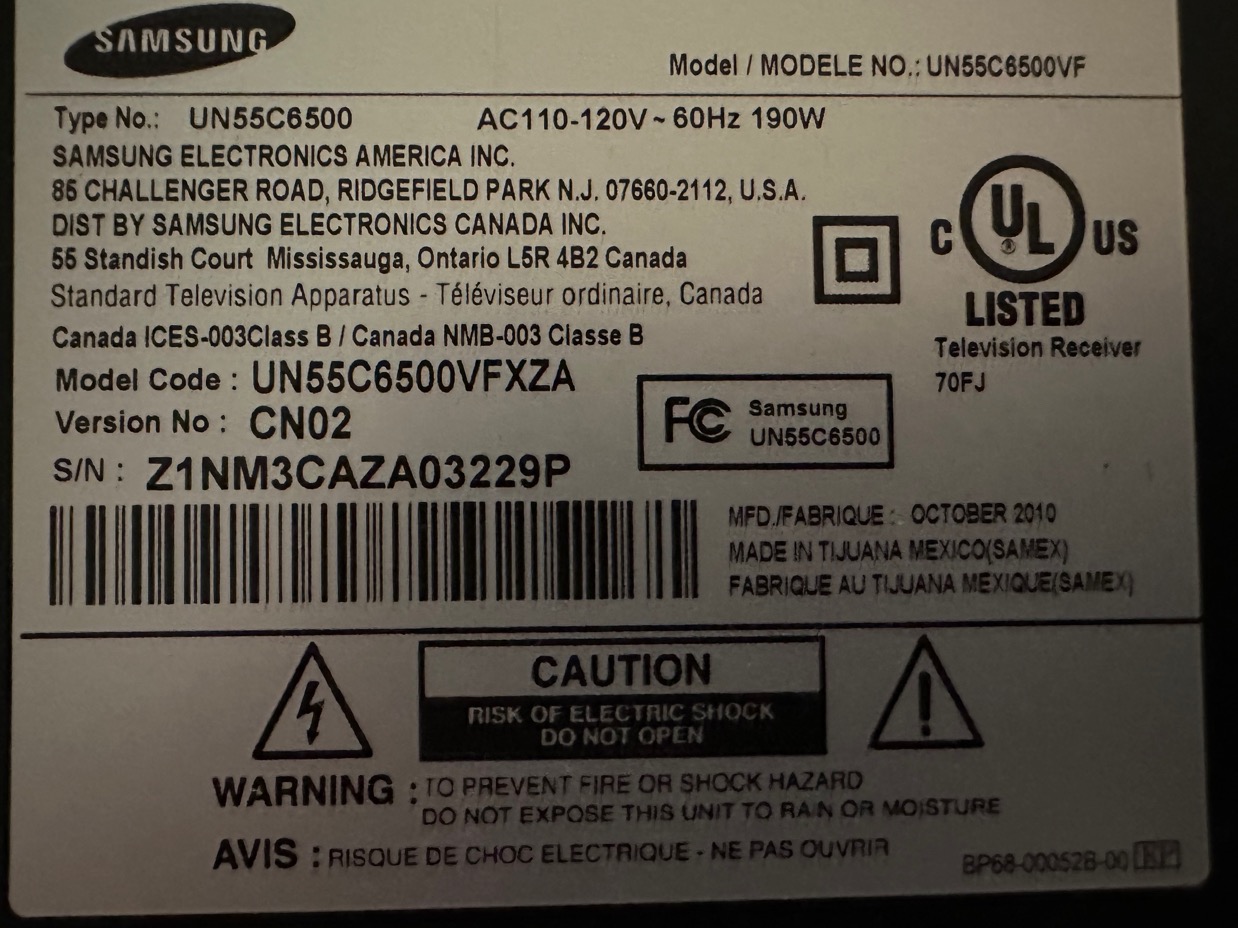 SAMSUNG
Model / MODELE NO.: UN55C6500VF
Type No.: UN55C6500 AC110-120V~60Hz 190W
SAMSUNG ELECTRONICS AMERICA INC.
85 CHALLENGER ROAD, RIDGEFIELD PARK N.J. 07660-2112, U.S.A.
DIST BY SAMSUNG ELECTRONICS CANADA INC.
55 Standish Court Mississauga, Ontario L5R 4B2 Canada
Standard Television Apparatus - Téléviseur ordinaire, Canada
Canada ICES-003Class B / Canada NMB-003 Classe B
C UL® US
LISTED
Television Receiver
70FJ
Model Code : UN55C6500VFXZA
Version No : CN02
S/N : Z1NM3CAZA03229P
FC Samsung
UN55C6500
MFD./FABRIQUE : OCTOBER 2010
MADE IN TIJUANA MEXICO(SAMEX)
FABRIQUE AU TIJUANA MEXIQUE(SAMEX)
CAUTION
RISK OF ELECTRIC SHOCK
DO NOT OPEN
WARNING : TO PREVENT FIRE OR SHOCK HAZARD
DO NOT EXPOSE THIS UNIT TO RAIN OR MOISTURE
AVIS : RISQUE DE CHOC ELECTRIQUE - NE PAS OUVRIR
BP68-00052B-00